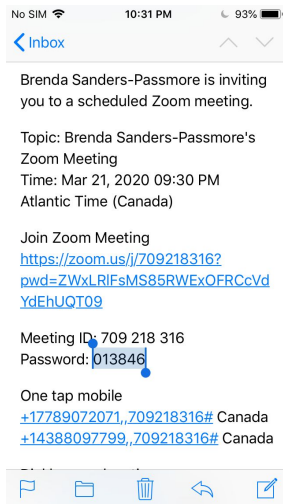 No SIM 10:31 PM 93%
Inbox
Brenda Sanders-Passmore is inviting
you to a scheduled Zoom meeting.
Topic: Brenda Sanders-Passmore's
Zoom Meeting
Time: Mar 21, 2020 09:30 PM
Atlantic Time (Canada)
Join Zoom Meeting
https://zoom.us/j/709218316?
pwd=ZWxLRlFsMS85RWExOFRCcVd
YdEhUQT09
Meeting ID: 709 218 316
Password: 013846
One tap mobile
+17789072071,,709218316# Canada
+14388097799,,709218316# Canada